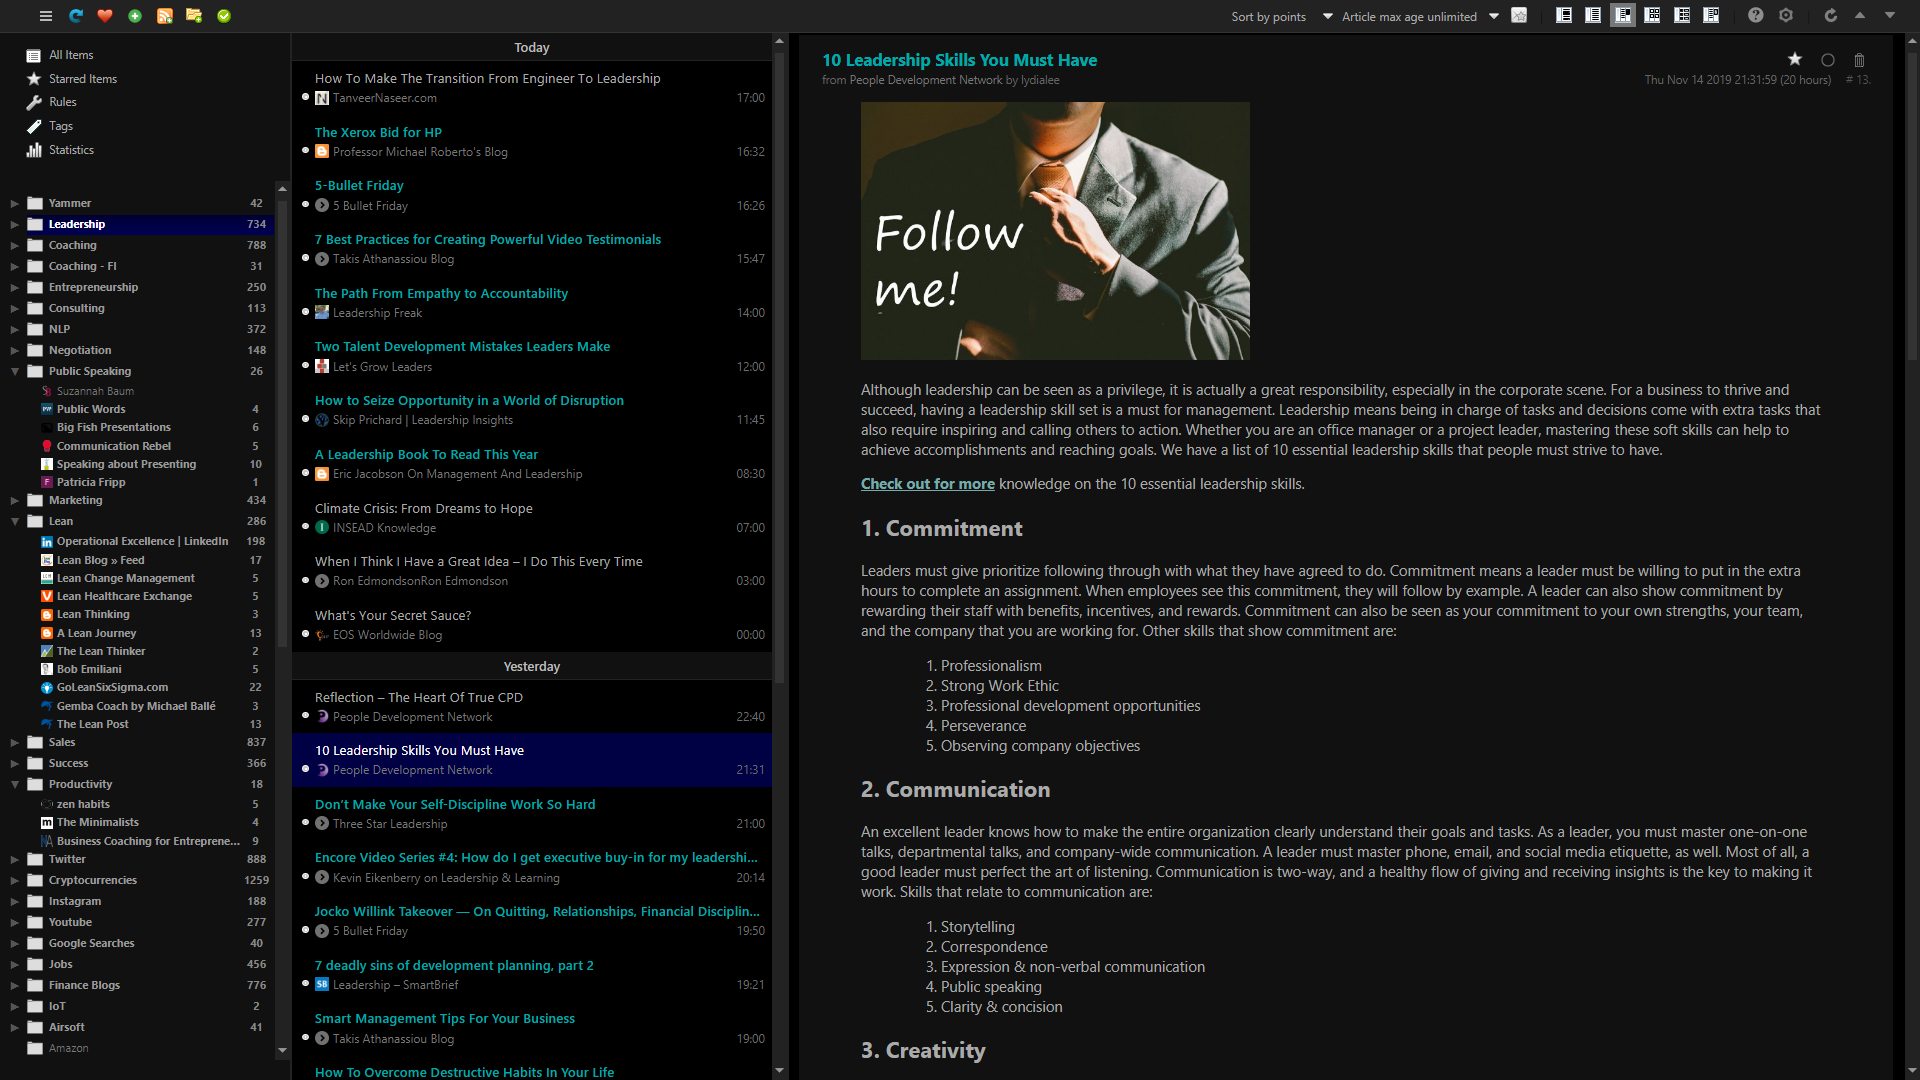 Sort by points
Article max age unlimited
All Items
Starred Items
Rules
Tags
Statistics
Yammer 42
Leadership 734
Coaching 788
Coaching - FI 31
Entrepreneurship 250
Consulting 113
NLP 372
Negotiation 148
Public Speaking 26
Suzannah Baum
Public Words 4
Big Fish Presentations 6
Communication Rebel 5
Speaking about Presenting 10
Patricia Fripp 1
Marketing 434
Lean 286
Operational Excellence | LinkedIn 198
Lean Blog » Feed 17
Lean Change Management 5
Lean Healthcare Exchange 5
Lean Thinking 3
A Lean Journey 13
The Lean Thinker 2
Bob Emiliani 5
GoLeanSixSigma.com 22
Gemba Coach by Michael Ballé 3
The Lean Post 13
Sales 837
Success 366
Productivity 18
zen habits 5
The Minimalists 4
Business Coaching for Entreprene... 9
Twitter 888
Cryptocurrencies 1259
Instagram 188
Youtube 277
Google Searches 40
Jobs 456
Finance Blogs 776
IoT 2
Airsoft 41
Amazon
Today
How To Make The Transition From Engineer To Leadership
TanveerNaseer.com 17:00
The Xerox Bid for HP
Professor Michael Roberto's Blog 16:32
5-Bullet Friday
5 Bullet Friday 16:26
7 Best Practices for Creating Powerful Video Testimonials
Takis Athanassiou Blog 15:47
The Path From Empathy to Accountability
Leadership Freak 14:00
Two Talent Development Mistakes Leaders Make
Let's Grow Leaders 12:00
How to Seize Opportunity in a World of Disruption
Skip Prichard | Leadership Insights 11:45
A Leadership Book To Read This Year
Eric Jacobson On Management And Leadership 08:30
Climate Crisis: From Dreams to Hope
INSEAD Knowledge 07:00
When I Think I Have a Great Idea – I Do This Every Time
Ron EdmondsonRon Edmondson 03:00
What's Your Secret Sauce?
EOS Worldwide Blog 00:00
Yesterday
Reflection – The Heart Of True CPD
People Development Network 22:40
10 Leadership Skills You Must Have
People Development Network 21:31
Don't Make Your Self-Discipline Work So Hard
Three Star Leadership 21:00
Encore Video Series #4: How do I get executive buy-in for my leadershi...
Kevin Eikenberry on Leadership & Learning 20:14
Jocko Willink Takeover — On Quitting, Relationships, Financial Disciplin...
5 Bullet Friday 19:50
7 deadly sins of development planning, part 2
SB Leadership – SmartBrief 19:21
Smart Management Tips For Your Business
Takis Athanassiou Blog 19:00
How To Overcome Destructive Habits In Your Life
10 Leadership Skills You Must Have
from People Development Network by lydialee
Thu Nov 14 2019 21:31:59 (20 hours) # 13.
Follow
me!
Although leadership can be seen as a privilege, it is actually a great responsibility, especially in the corporate scene. For a business to thrive and
succeed, having a leadership skill set is a must for management. Leadership means being in charge of tasks and decisions come with extra tasks that
also require inspiring and calling others to action. Whether you are an office manager or a project leader, mastering these soft skills can help to
achieve accomplishments and reaching goals. We have a list of 10 essential leadership skills that people must strive to have.
Check out for more knowledge on the 10 essential leadership skills.
1. Commitment
Leaders must give prioritize following through with what they have agreed to do. Commitment means a leader must be willing to put in the extra
hours to complete an assignment. When employees see this commitment, they will follow by example. A leader can also show commitment by
rewarding their staff with benefits, incentives, and rewards. Commitment can also be seen as your commitment to your own strengths, your team,
and the company that you are working for. Other skills that show commitment are:
1. Professionalism
2. Strong Work Ethic
3. Professional development opportunities
4. Perseverance
5. Observing company objectives
2. Communication
An excellent leader knows how to make the entire organization clearly understand their goals and tasks. As a leader, you must master one-on-one
talks, departmental talks, and company-wide communication. A leader must master phone, email, and social media etiquette, as well. Most of all, a
good leader must perfect the art of listening. Communication is two-way, and a healthy flow of giving and receiving insights is the key to making it
work. Skills that relate to communication are:
1. Storytelling
2. Correspondence
3. Expression & non-verbal communication
4. Public speaking
5. Clarity & concision
3. Creativity